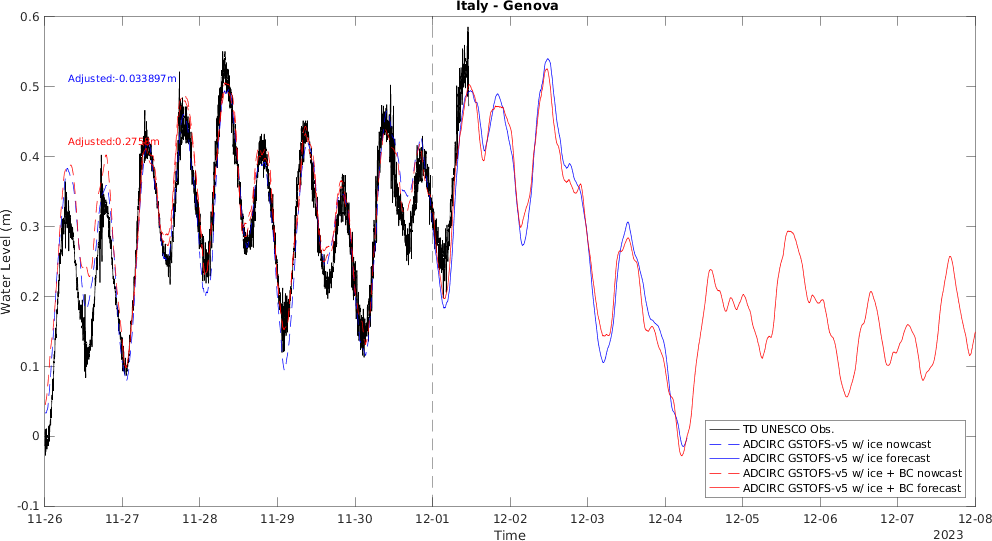 Italy - Genova
Water Level (m)
0.6
0.5
0.4
0.3
0.2
0.1
0
-0.1
Adjusted:-0.033897m
11-26
11-27
11-28
11-29
11-30
12-01
12-02
12-03
12-04
12-05
12-06
12-07
12-08
Time
2023
TD UNESCO Obs.
ADCIRC GSTOFS-v5 w/ ice nowcast
ADCIRC GSTOFS-v5 w/ ice forecast
ADCIRC GSTOFS-v5 w/ ice + BC nowcast
ADCIRC GSTOFS-v5 w/ ice + BC forecast